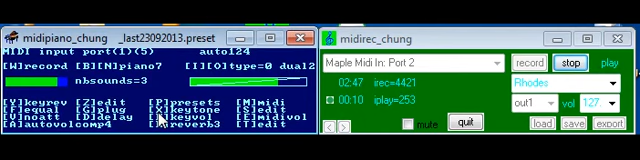 midipiano_chung _last23092013.preset
MIDI input port(1)(5) auto124
[W]record [B][N]piano7 [I][O]type=0 dual2
nbsounds=3
[Y]keyrev [Z]edit [P]presets [M]midi
[F]equal [G]plug [X]keytone [S]edit
[V]noatt [D]delay keyvol [E]midivol
[A]autovolcomp4 reverb3 [T]edit
midirec_chung
Maple Midi In: Port 2 record stop play
02:47 irec=4421 Rhodes
00:10 iplay=253 out1 vol 127
< > mute quit load save export